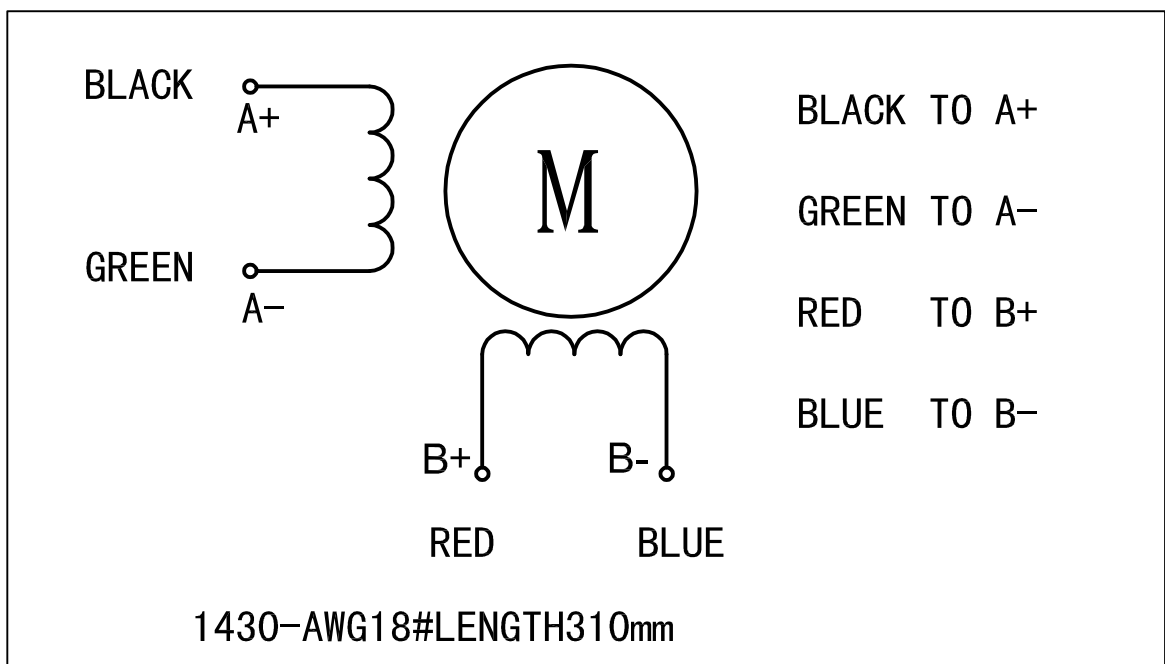 BLACK
A+
GREEN
A-
M
B+
B-
RED
BLUE
BLACK TO A+
GREEN TO A-
RED TO B+
BLUE TO B-
1430-AWG18#LENGTH310mm